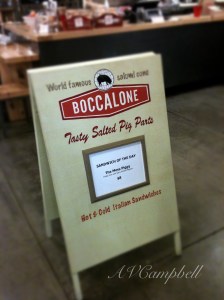 World famous salumi cone
BOCCALONE
Tasty Salted Pig Parts
SANDWICH OF THE DAY
Hot & Cold Italian Sandwiches
AVCampbell